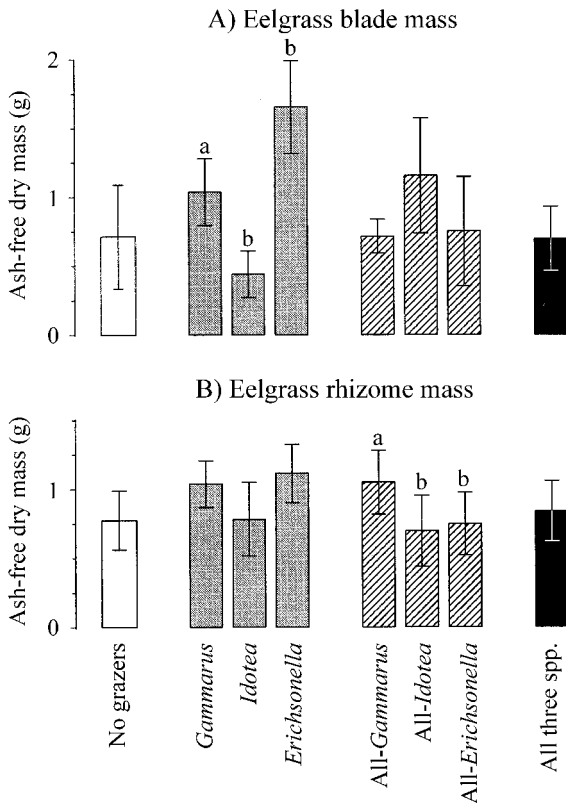 A) Eelgrass blade mass
Ash-free dry mass (g)
2
1
0
a
b
b
B) Eelgrass rhizome mass
Ash-free dry mass (g)
1
0
a
b
b
No grazers
Gammarus
Idotea
Erichsonella
All-Gammarus
All-Idotea
All-Erichsonella
All three spp.